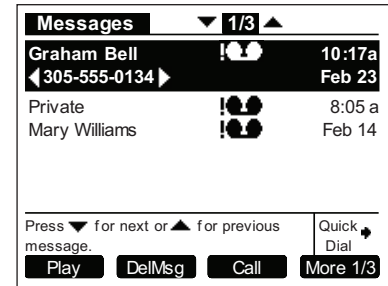 Messages ▼ 1/3 ▲
Graham Bell 10:17a
◀305-555-0134▶ Feb 23
Private 8:05 a
Mary Williams Feb 14
Press ▼ for next or ▲ for previous message.
Quick Dial
Play DelMsg Call More 1/3